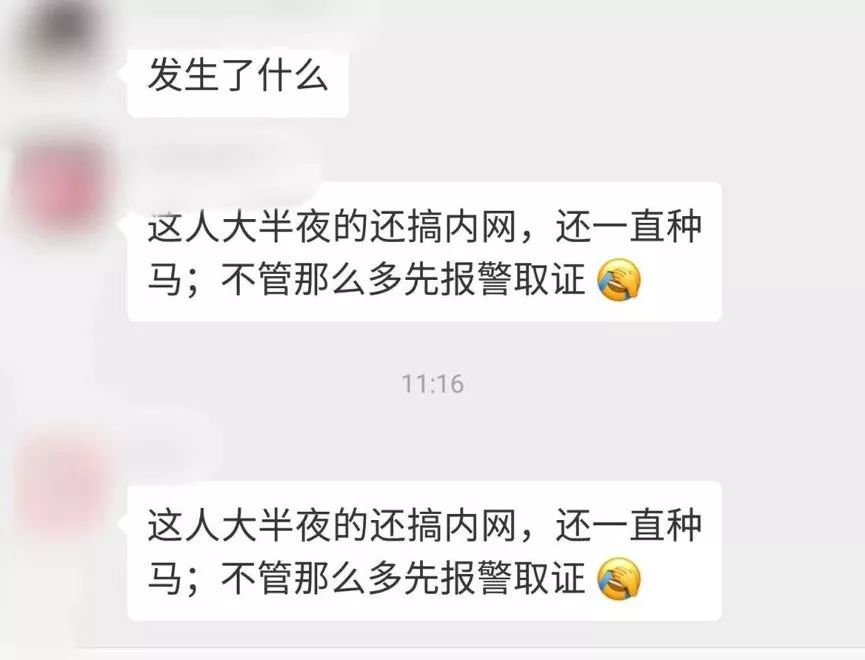 发生了什么
这人大半夜的还搞内网，还一直种
马；不管那么多先报警取证 🤦
11:16
这人大半夜的还搞内网，还一直种
马；不管那么多先报警取证 🤦